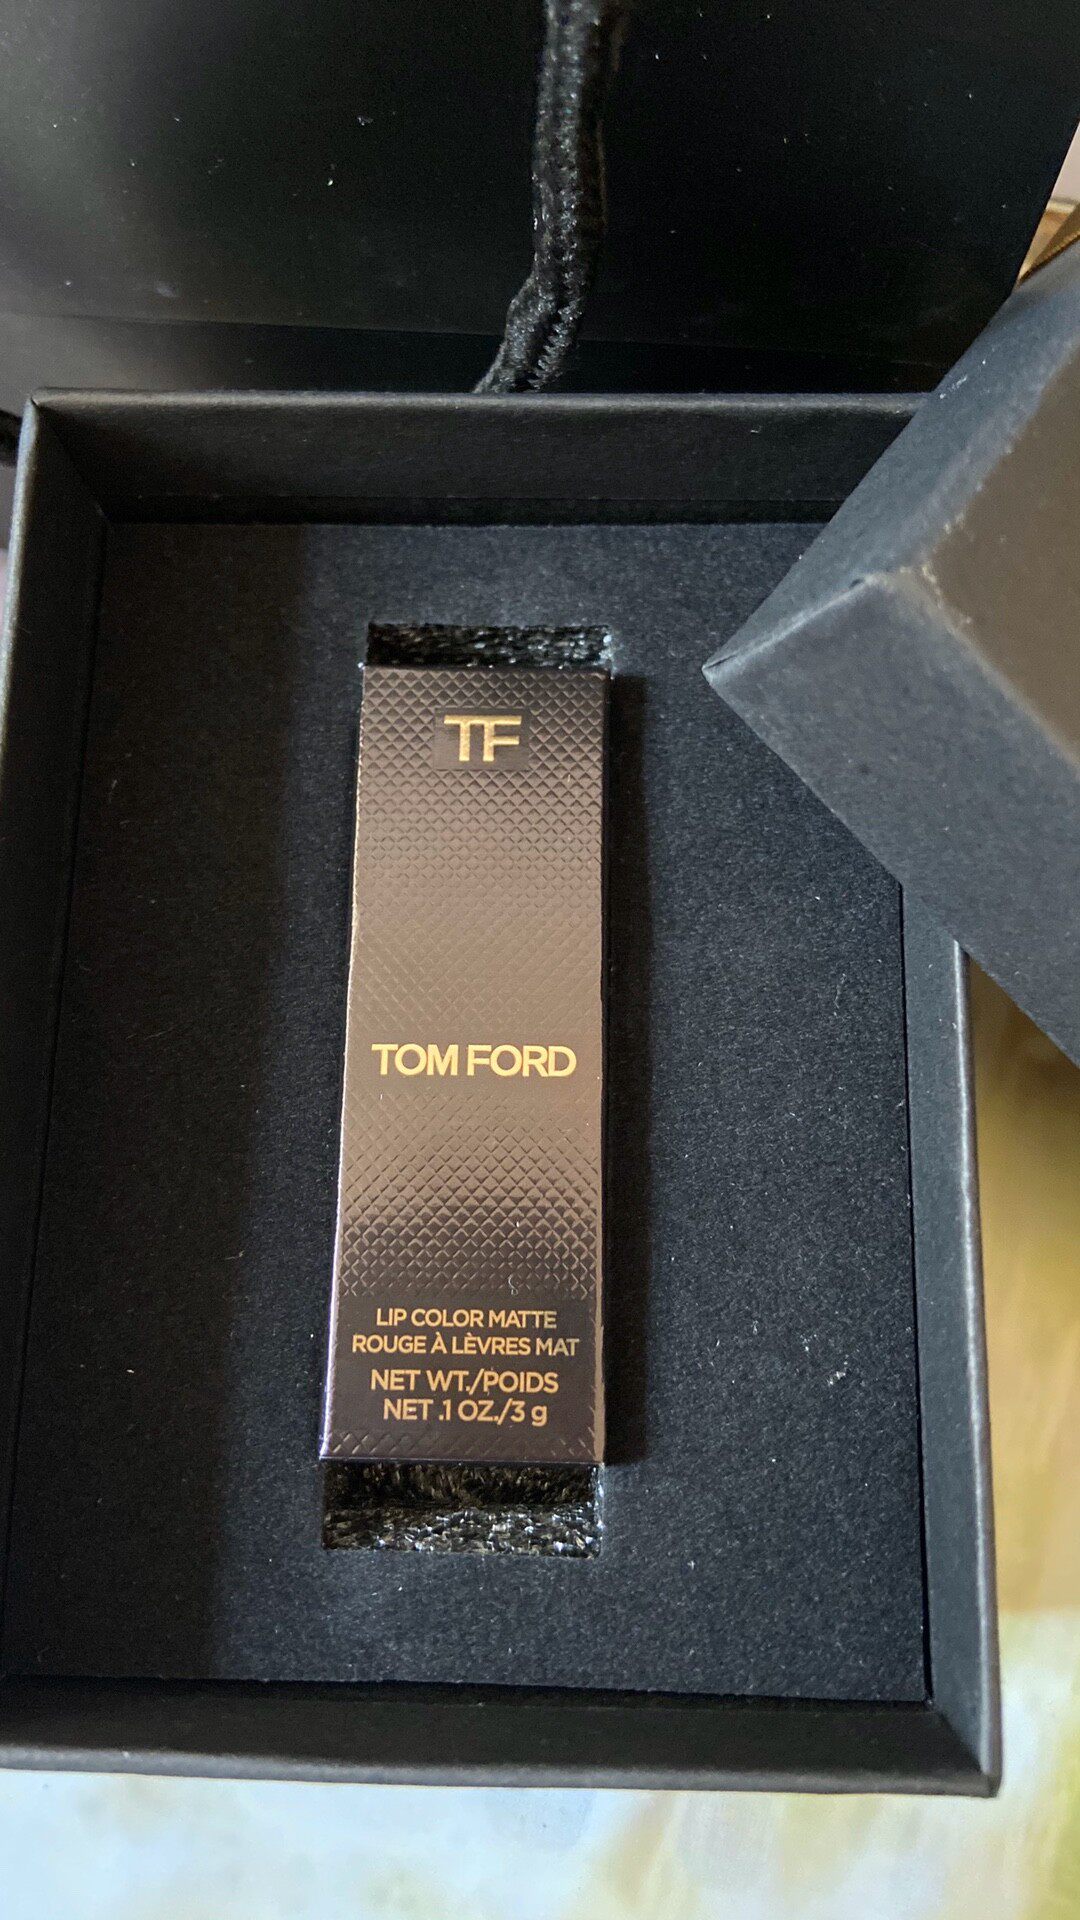 TF
TOM FORD
LIP COLOR MATTE
ROUGE À LÈVRES MAT
NET WT./POIDS
NET .1 OZ./3 g